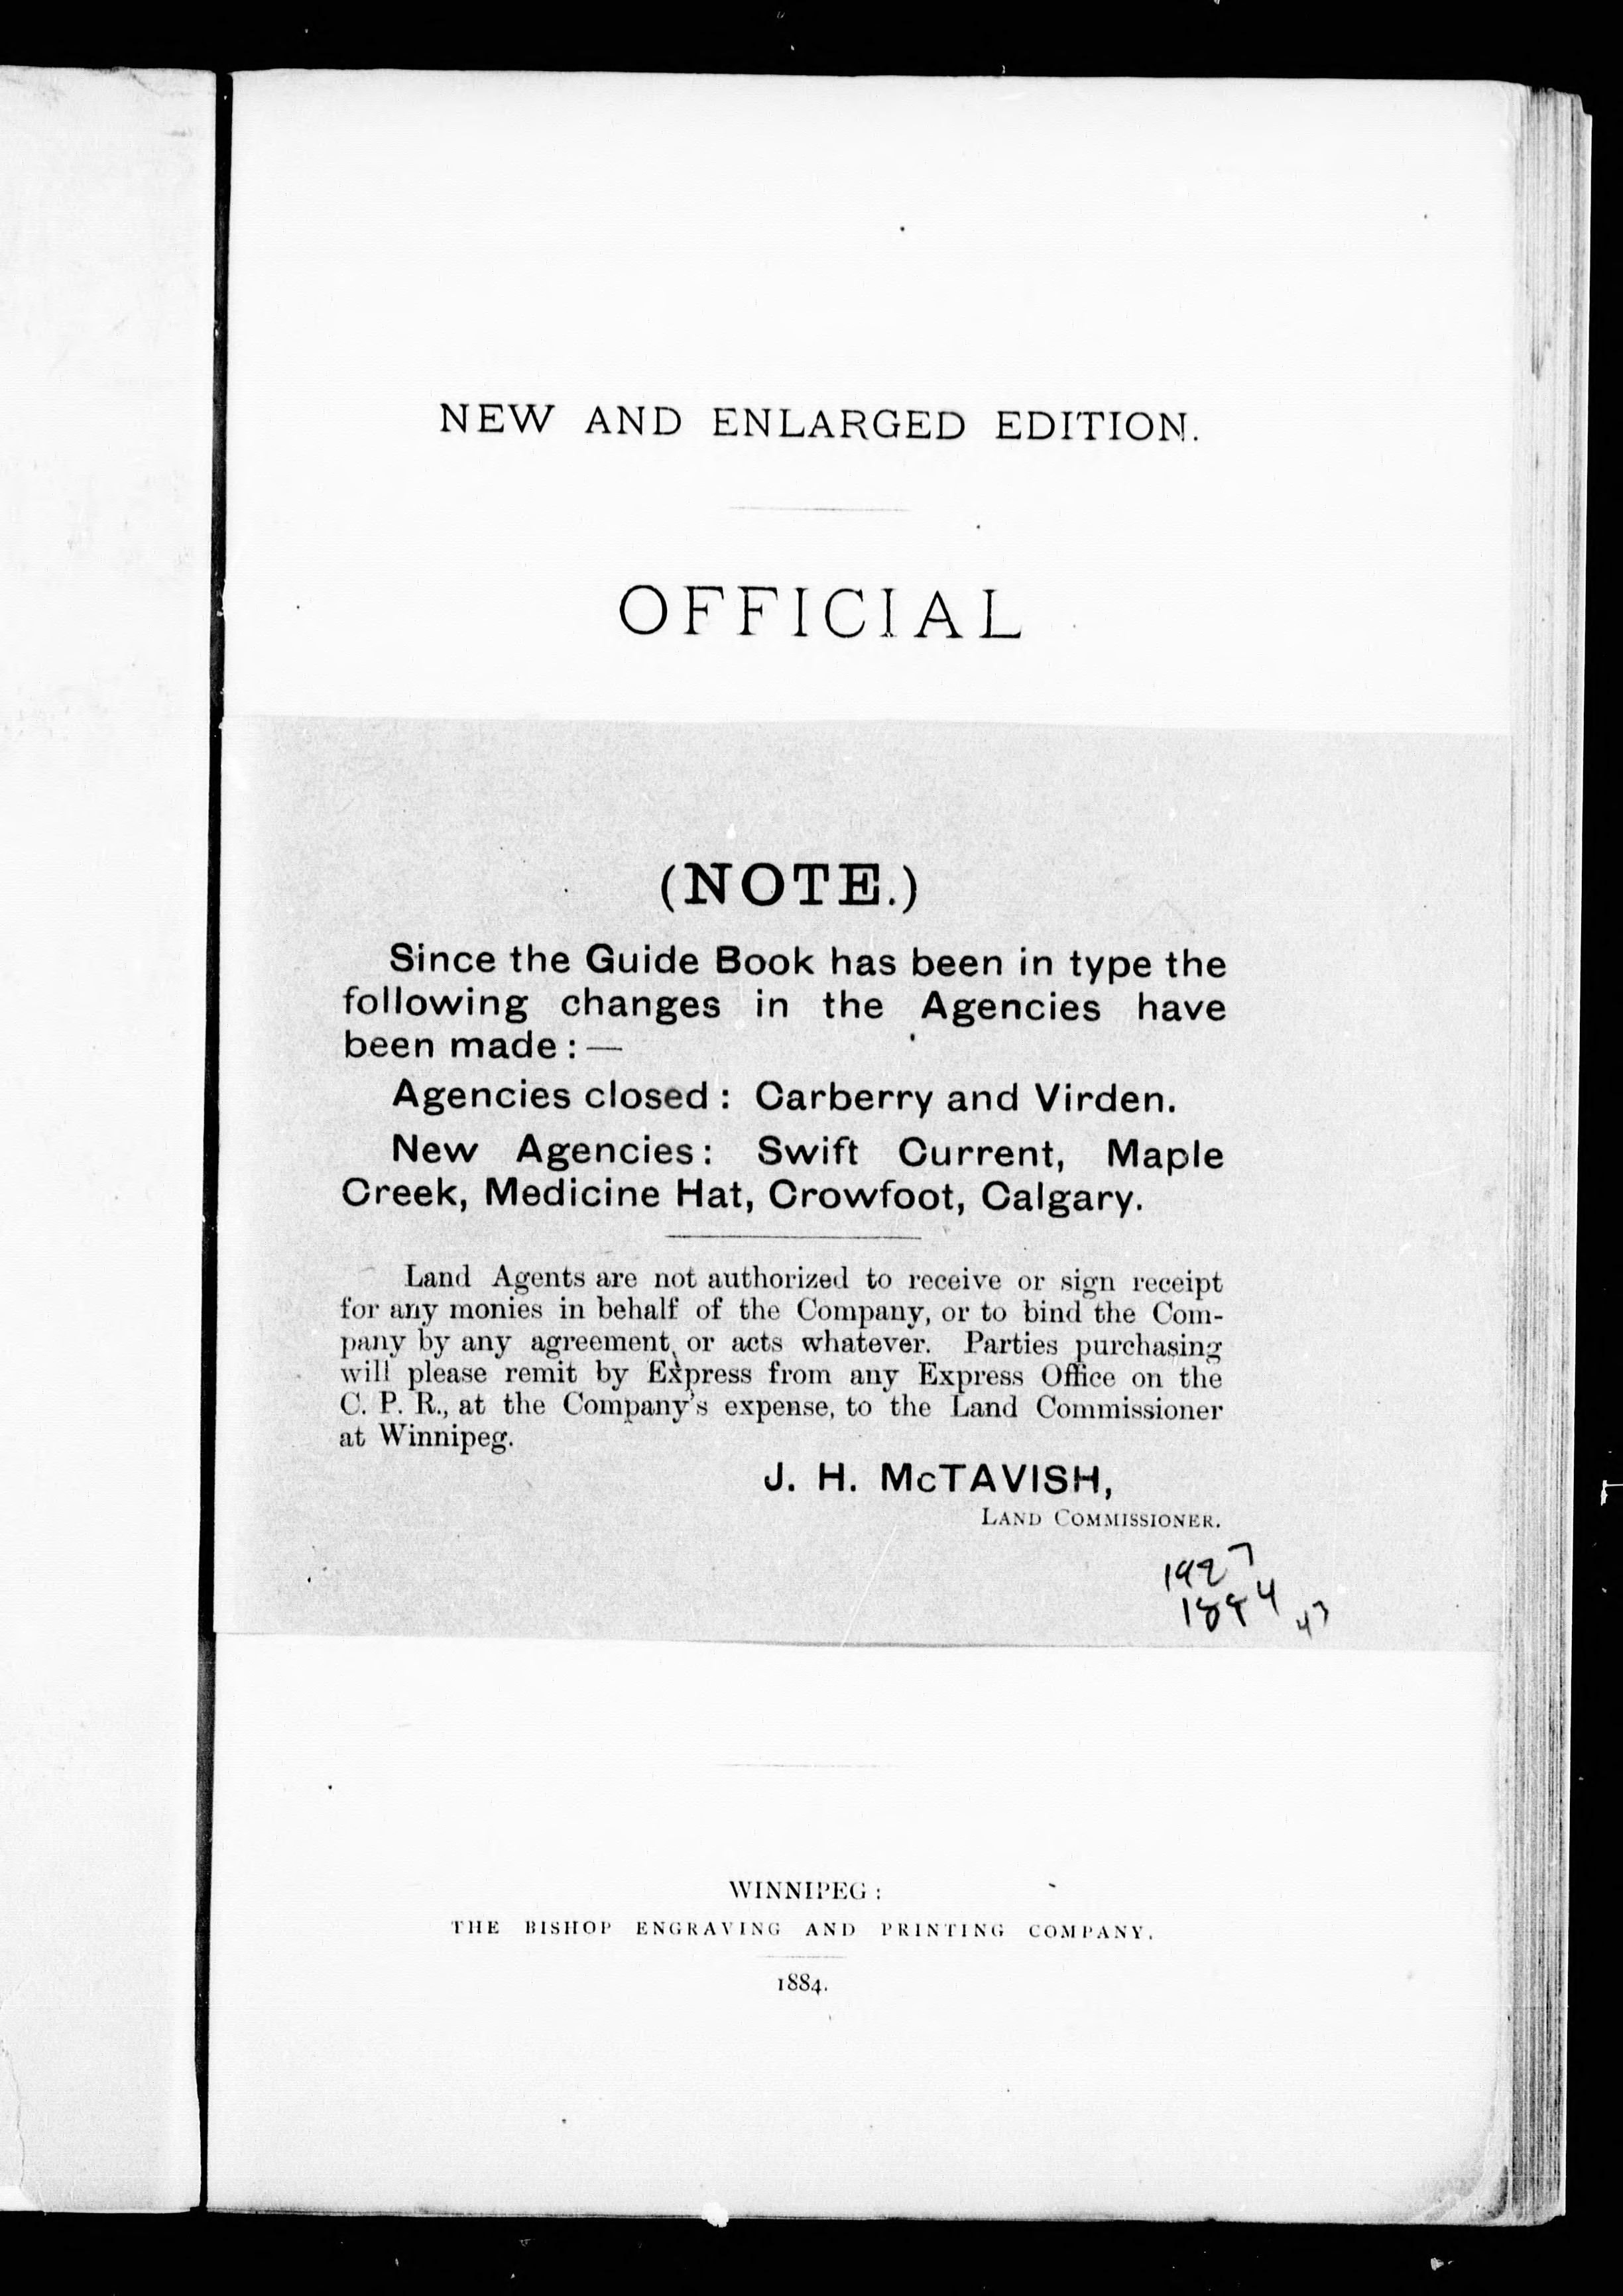 NEW AND ENLARGED EDITION.
OFFICIAL
(NOTE.)
Since the Guide Book has been in type the
following changes in the Agencies have
been made:—
Agencies closed: Carberry and Virden.
New Agencies: Swift Current, Maple
Creek, Medicine Hat, Crowfoot, Calgary.
Land Agents are not authorized to receive or sign receipt
for any monies in behalf of the Company, or to bind the Com-
pany by any agreement, or acts whatever. Parties purchasing
will please remit by Express from any Express Office on the
C. P. R., at the Company's expense, to the Land Commissioner
at Winnipeg.
J. H. McTAVISH,
LAND COMMISSIONER.
1927
1884
43
WINNIPEG:
THE BISHOP ENGRAVING AND PRINTING COMPANY.
1884.